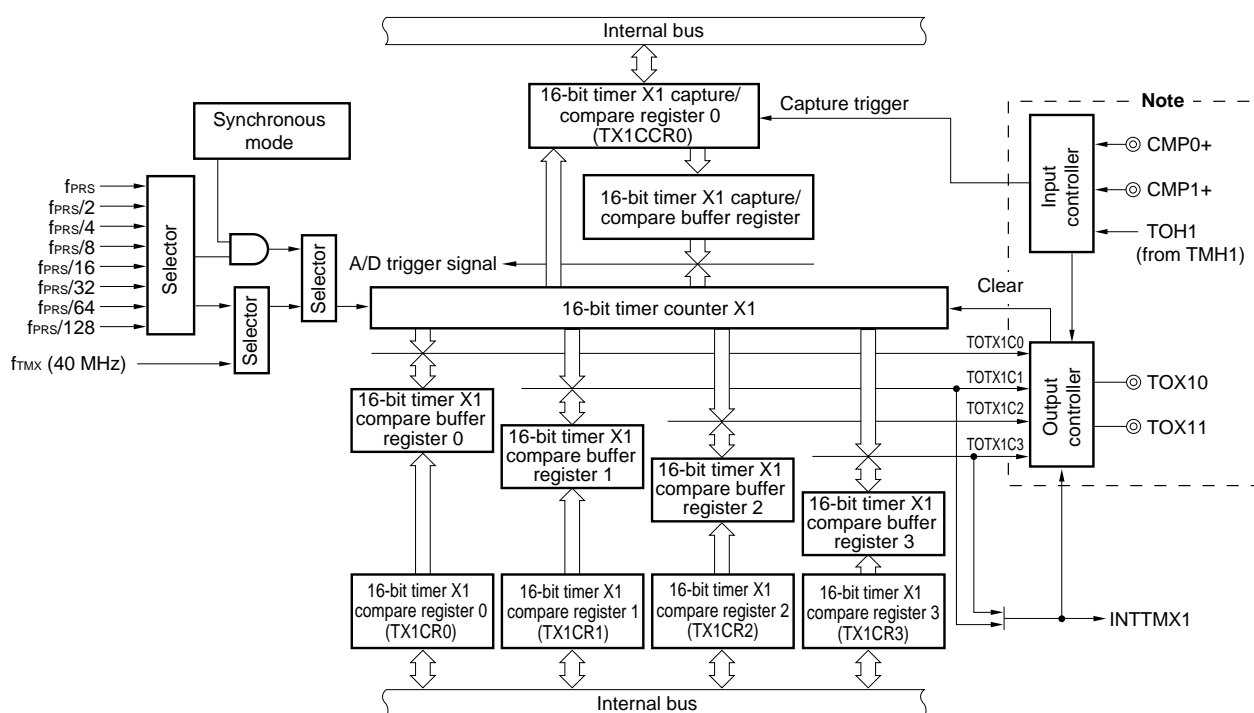 Internal bus
16-bit timer X1 capture/
compare register 0
(TX1CCR0)
Capture trigger
Note
Synchronous
mode
CMP0+
CMP1+
TOH1
(from TMH1)
Input
controller
16-bit timer X1 capture/
compare buffer register
fPRS
fPRS/2
fPRS/4
fPRS/8
fPRS/16
fPRS/32
fPRS/64
fPRS/128
Selector
Selector
Selector
fTMX (40 MHz)
A/D trigger signal
16-bit timer counter X1
Clear
TOTX1C0
TOTX1C1
TOTX1C2
TOTX1C3
Output
controller
TOX10
TOX11
16-bit timer X1
compare buffer
register 0
16-bit timer X1
compare buffer
register 1
16-bit timer X1
compare buffer
register 2
16-bit timer X1
compare buffer
register 3
16-bit timer X1
compare register 0
(TX1CR0)
16-bit timer X1
compare register 1
(TX1CR1)
16-bit timer X1
compare register 2
(TX1CR2)
16-bit timer X1
compare register 3
(TX1CR3)
INTTMX1
Internal bus